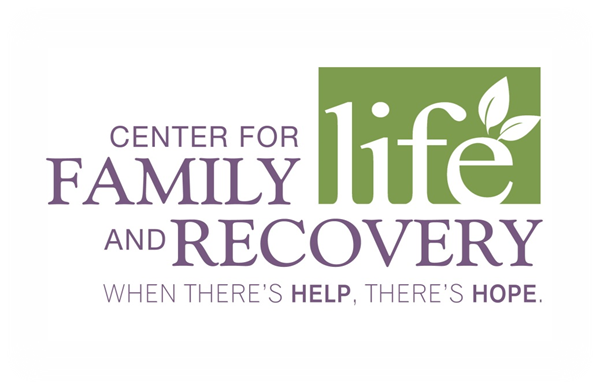 CENTER FOR
FAMILY life
AND RECOVERY
WHEN THERE'S HELP, THERE'S HOPE.